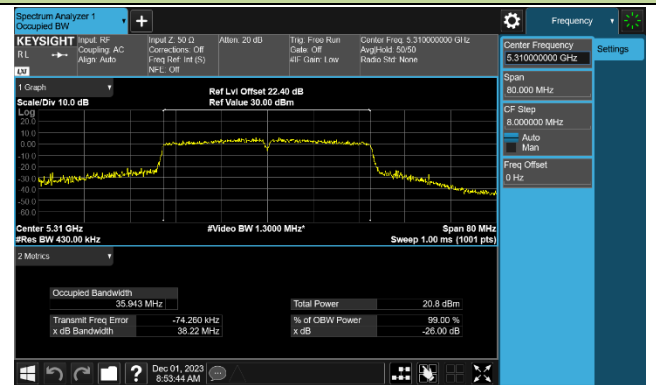 Spectrum Analyzer 1
Occupied BW
Frequency
KEYSIGHT
RL
LXI
Input: RF
Coupling: AC
Align: Auto
Input Z: 50 Ω
Corrections: Off
Freq Ref: Int (S)
NFE: Off
Atten: 20 dB
Trig: Free Run
Gate: Off
#IF Gain: Low
Center Freq: 5.310000000 GHz
Avg|Hold: 50/50
Radio Std: None
Center Frequency
5.310000000 GHz
Settings
Span
80.000 MHz
CF Step
8.000000 MHz
Auto
Man
Freq Offset
0 Hz
1 Graph
Scale/Div 10.0 dB
Ref Lvl Offset 22.40 dB
Ref Value 30.00 dBm
Log
20.0
10.0
0.00
-10.0
-20.0
-30.0
-40.0
-50.0
-60.0
Center 5.31 GHz
#Video BW 1.3000 MHz*
Span 80 MHz
#Res BW 430.00 kHz
Sweep 1.00 ms (1001 pts)
2 Metrics
Occupied Bandwidth
35.943 MHz
Total Power 20.8 dBm
Transmit Freq Error -74.260 kHz
% of OBW Power 99.00 %
x dB Bandwidth 38.22 MHz
x dB -26.00 dB
?
Dec 01, 2023
8:53:44 AM